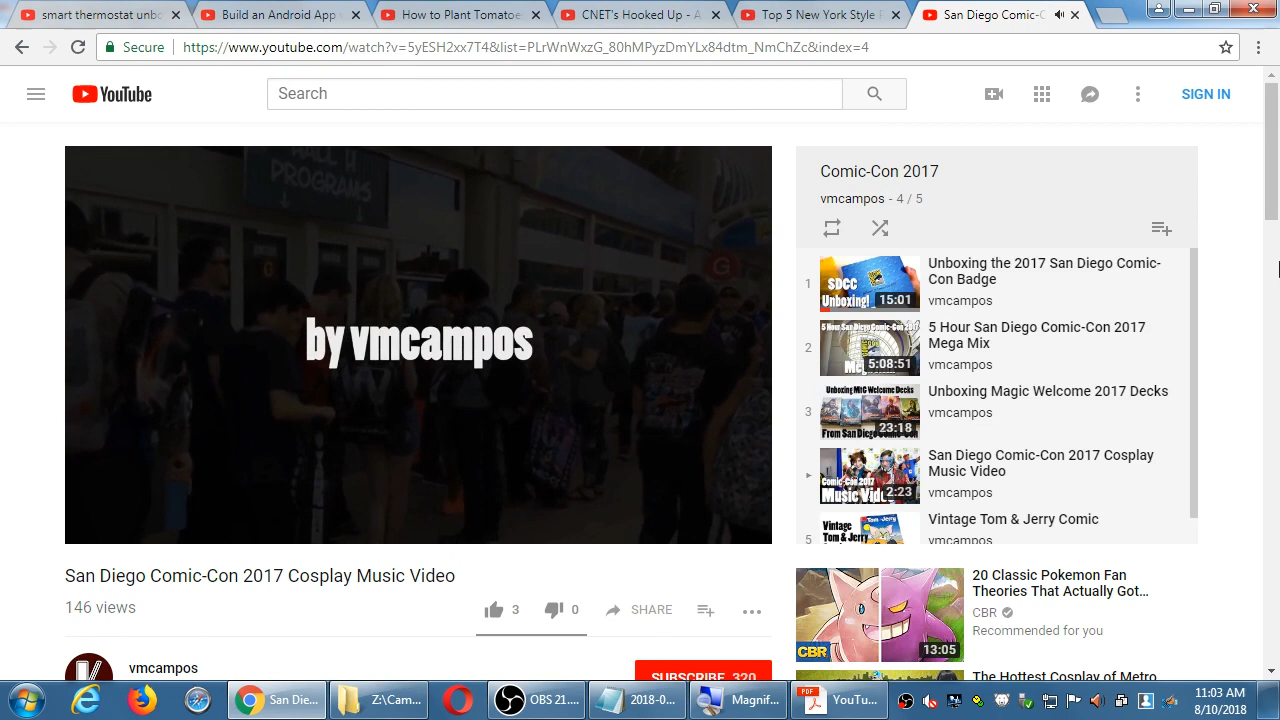 smart thermostat unbo
Build an Android App w
How to Plant Tomatoes
CNET's Hooked Up - A
Top 5 New York Style P
San Diego Comic-C
Secure
https://www.youtube.com/watch?v=5yESH2xx7T4&list=PLrWnWxzG_80hMPyzDmYLx84dtm_NmChZc&index=4
YouTube
Search
SIGN IN
HALL H
PROGRAMS
by vmcampos
Comic-Con 2017
vmcampos - 4 / 5
1
SDCC
Unboxing!
15:01
Unboxing the 2017 San Diego Comic-
Con Badge
vmcampos
2
5 Hour San Diego Comic-Con 2017
5:08:51
5 Hour San Diego Comic-Con 2017
Mega Mix
vmcampos
3
Unboxing MtG Welcome Decks
From San Diego Comic-Con
23:18
Unboxing Magic Welcome 2017 Decks
vmcampos
Comic-Con 2017
Music Video
2:23
San Diego Comic-Con 2017 Cosplay
Music Video
vmcampos
5
Vintage
Tom & Jerry
Vintage Tom & Jerry Comic
vmcampos
San Diego Comic-Con 2017 Cosplay Music Video
146 views
3
0
SHARE
vmcampos
SUBSCRIBE 320
CBR
13:05
20 Classic Pokemon Fan
Theories That Actually Got...
CBR
Recommended for you
The Hottest Cosplay of Metro
San Die...
Z:\Cam...
OBS 21....
2018-0...
Magnif...
PDF
YouTu...
11:03 AM
8/10/2018